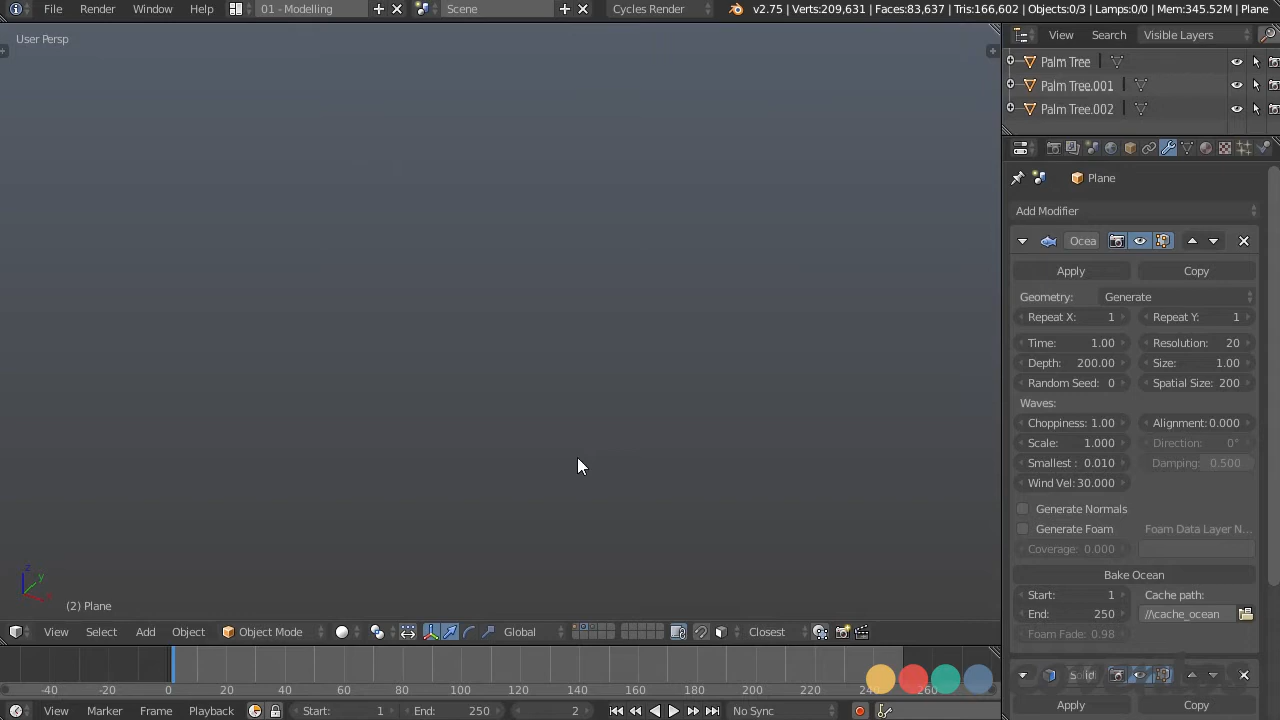 File Render Window Help 01 - Modelling Scene Cycles Render v2.75 | Verts:209,631 | Faces:83,637 | Tris:166,602 | Objects:0/3 | Lamps:0/0 | Mem:345.52M | Plane
User Persp
View Search Visible Layers
Palm Tree
Palm Tree.001
Palm Tree.002
Plane
Add Modifier
Ocea
Apply Copy
Geometry: Generate
Repeat X: 1 Repeat Y: 1
Time: 1.00 Resolution: 20
Depth: 200.00 Size: 1.00
Random Seed: 0 Spatial Size: 200
Waves:
Choppiness: 1.00 Alignment: 0.000
Scale: 1.000 Direction: 0°
Smallest : 0.010 Damping: 0.500
Wind Vel: 30.000
Generate Normals
Generate Foam Foam Data Layer N...
Coverage: 0.000
Bake Ocean
Start: 1 Cache path:
End: 250 //cache_ocean
Foam Fade: 0.98
Solid
Apply Copy
z
y
x
(2) Plane
View Select Add Object Object Mode Global Closest
-40 -20 0 20 40 60 80 100 120 140 160 180 200 220 240 260
View Marker Frame Playback Start: 1 End: 250 2 No Sync